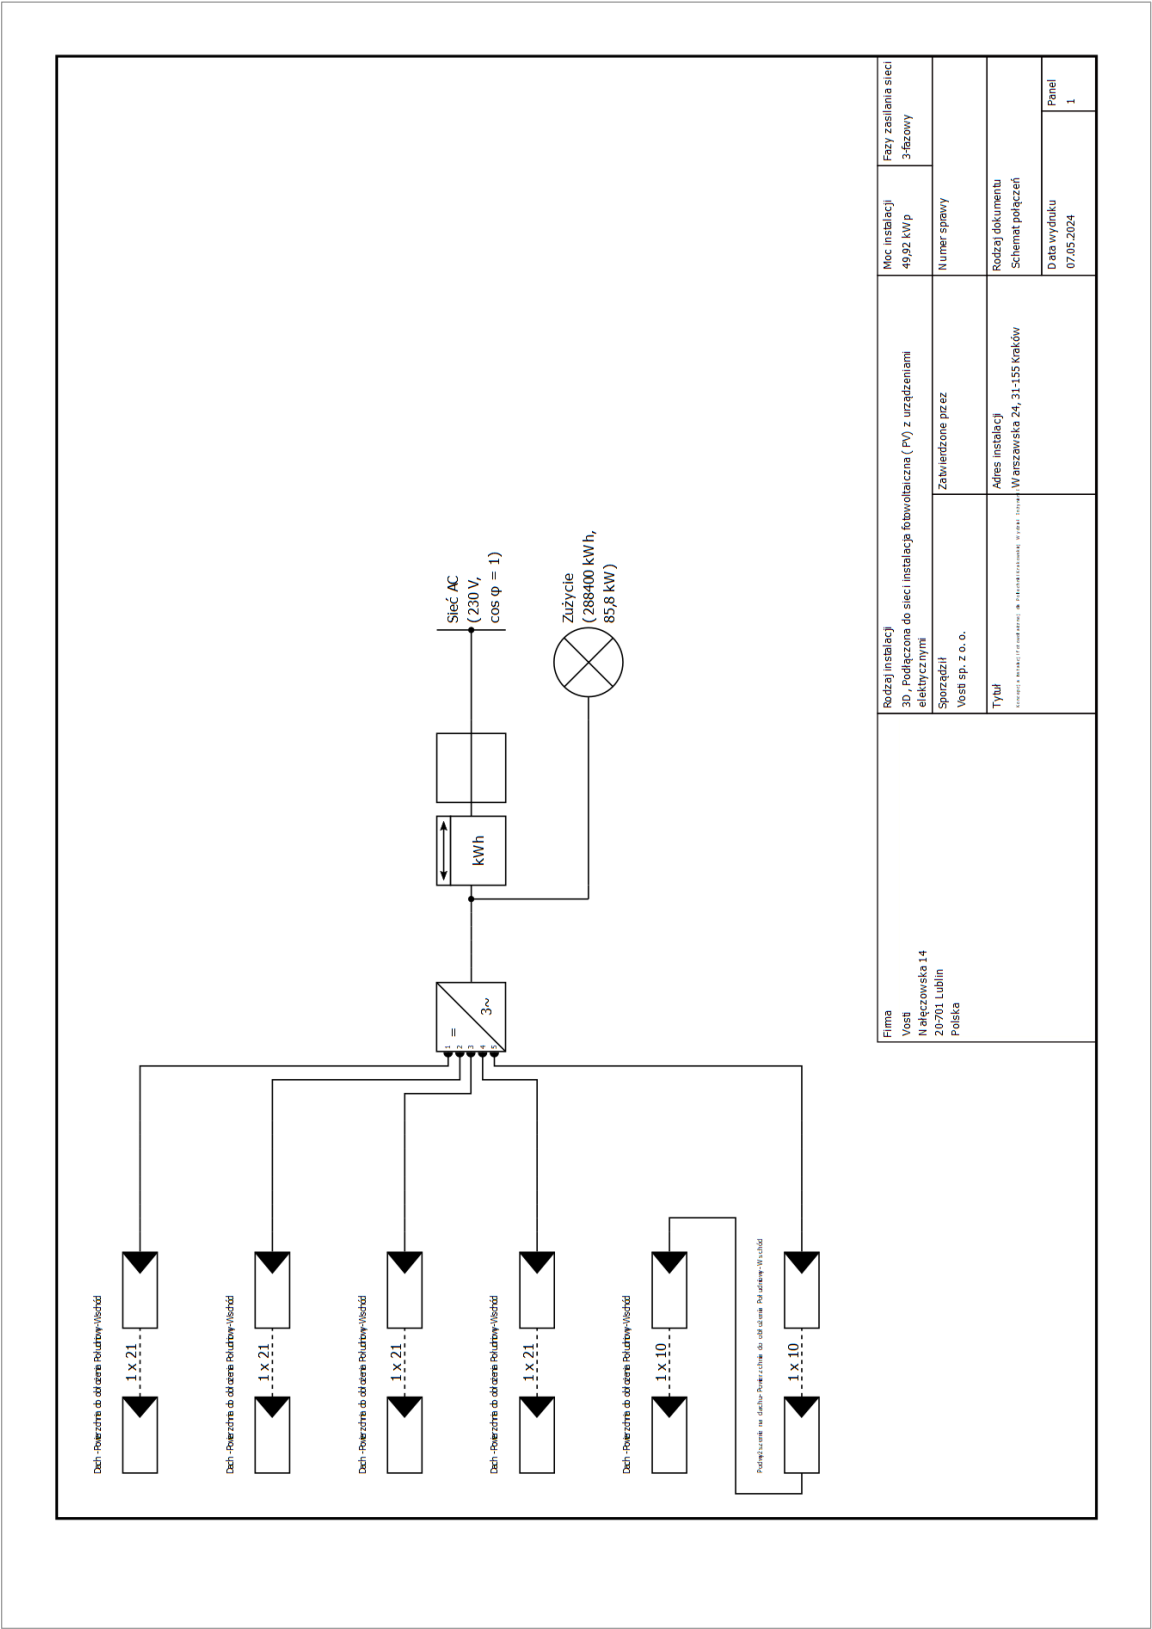 Dach -Powierzchnia do obłożenia Południowy-Wschód
1 x 21
Dach -Powierzchnia do obłożenia Południowy-Wschód
1 x 21
Dach -Powierzchnia do obłożenia Południowy-Wschód
1 x 21
Dach -Powierzchnia do obłożenia Południowy-Wschód
1 x 21
Dach -Powierzchnia do obłożenia Południowy-Wschód
1 x 10
Podwyższenie na dachu-Powierzchnia do obłożenia Południowy-Wschód
1 x 10
1
2
3
4
5
=
3~
kWh
Sieć AC
(230 V,
cos φ = 1)
Zużycie
(288400 kWh,
85,8 kW)
Firma
Vosti
Nałęczowska 14
20-701 Lublin
Polska
Rodzaj instalacji
3D, Podłączona do sieci instalacja fotowoltaiczna (PV) z urządzeniami
elektrycznymi
Moc instalacji
49,92 kWp
Fazy zasilania sieci
3-fazowy
Sporządził
Vosti sp. z o. o.
Zatwierdzone przez
Numer sprawy
Tytuł
Adres instalacji
Warszawska 24, 31-155 Kraków
Rodzaj dokumentu
Schemat połączeń
Data wydruku
07.05.2024
Panel
1